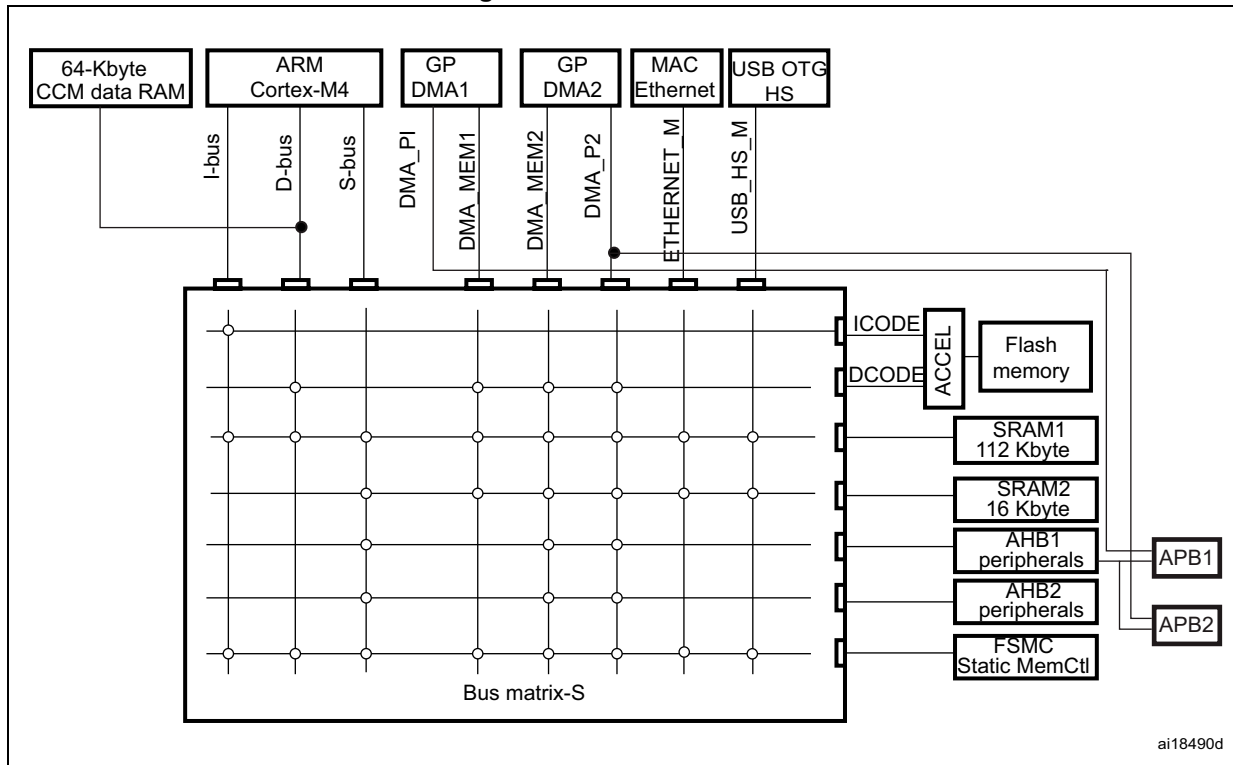 64-Kbyte
CCM data RAM
ARM
Cortex-M4
GP
DMA1
GP
DMA2
MAC
Ethernet
USB OTG
HS
I-bus
D-bus
S-bus
DMA_PI
DMA_MEM1
DMA_MEM2
DMA_P2
ETHERNET_M
USB_HS_M
ICODE
DCODE
ACCEL
Flash
memory
SRAM1
112 Kbyte
SRAM2
16 Kbyte
AHB1
peripherals
APB1
AHB2
peripherals
APB2
FSMC
Static MemCtl
Bus matrix-S
ai18490d